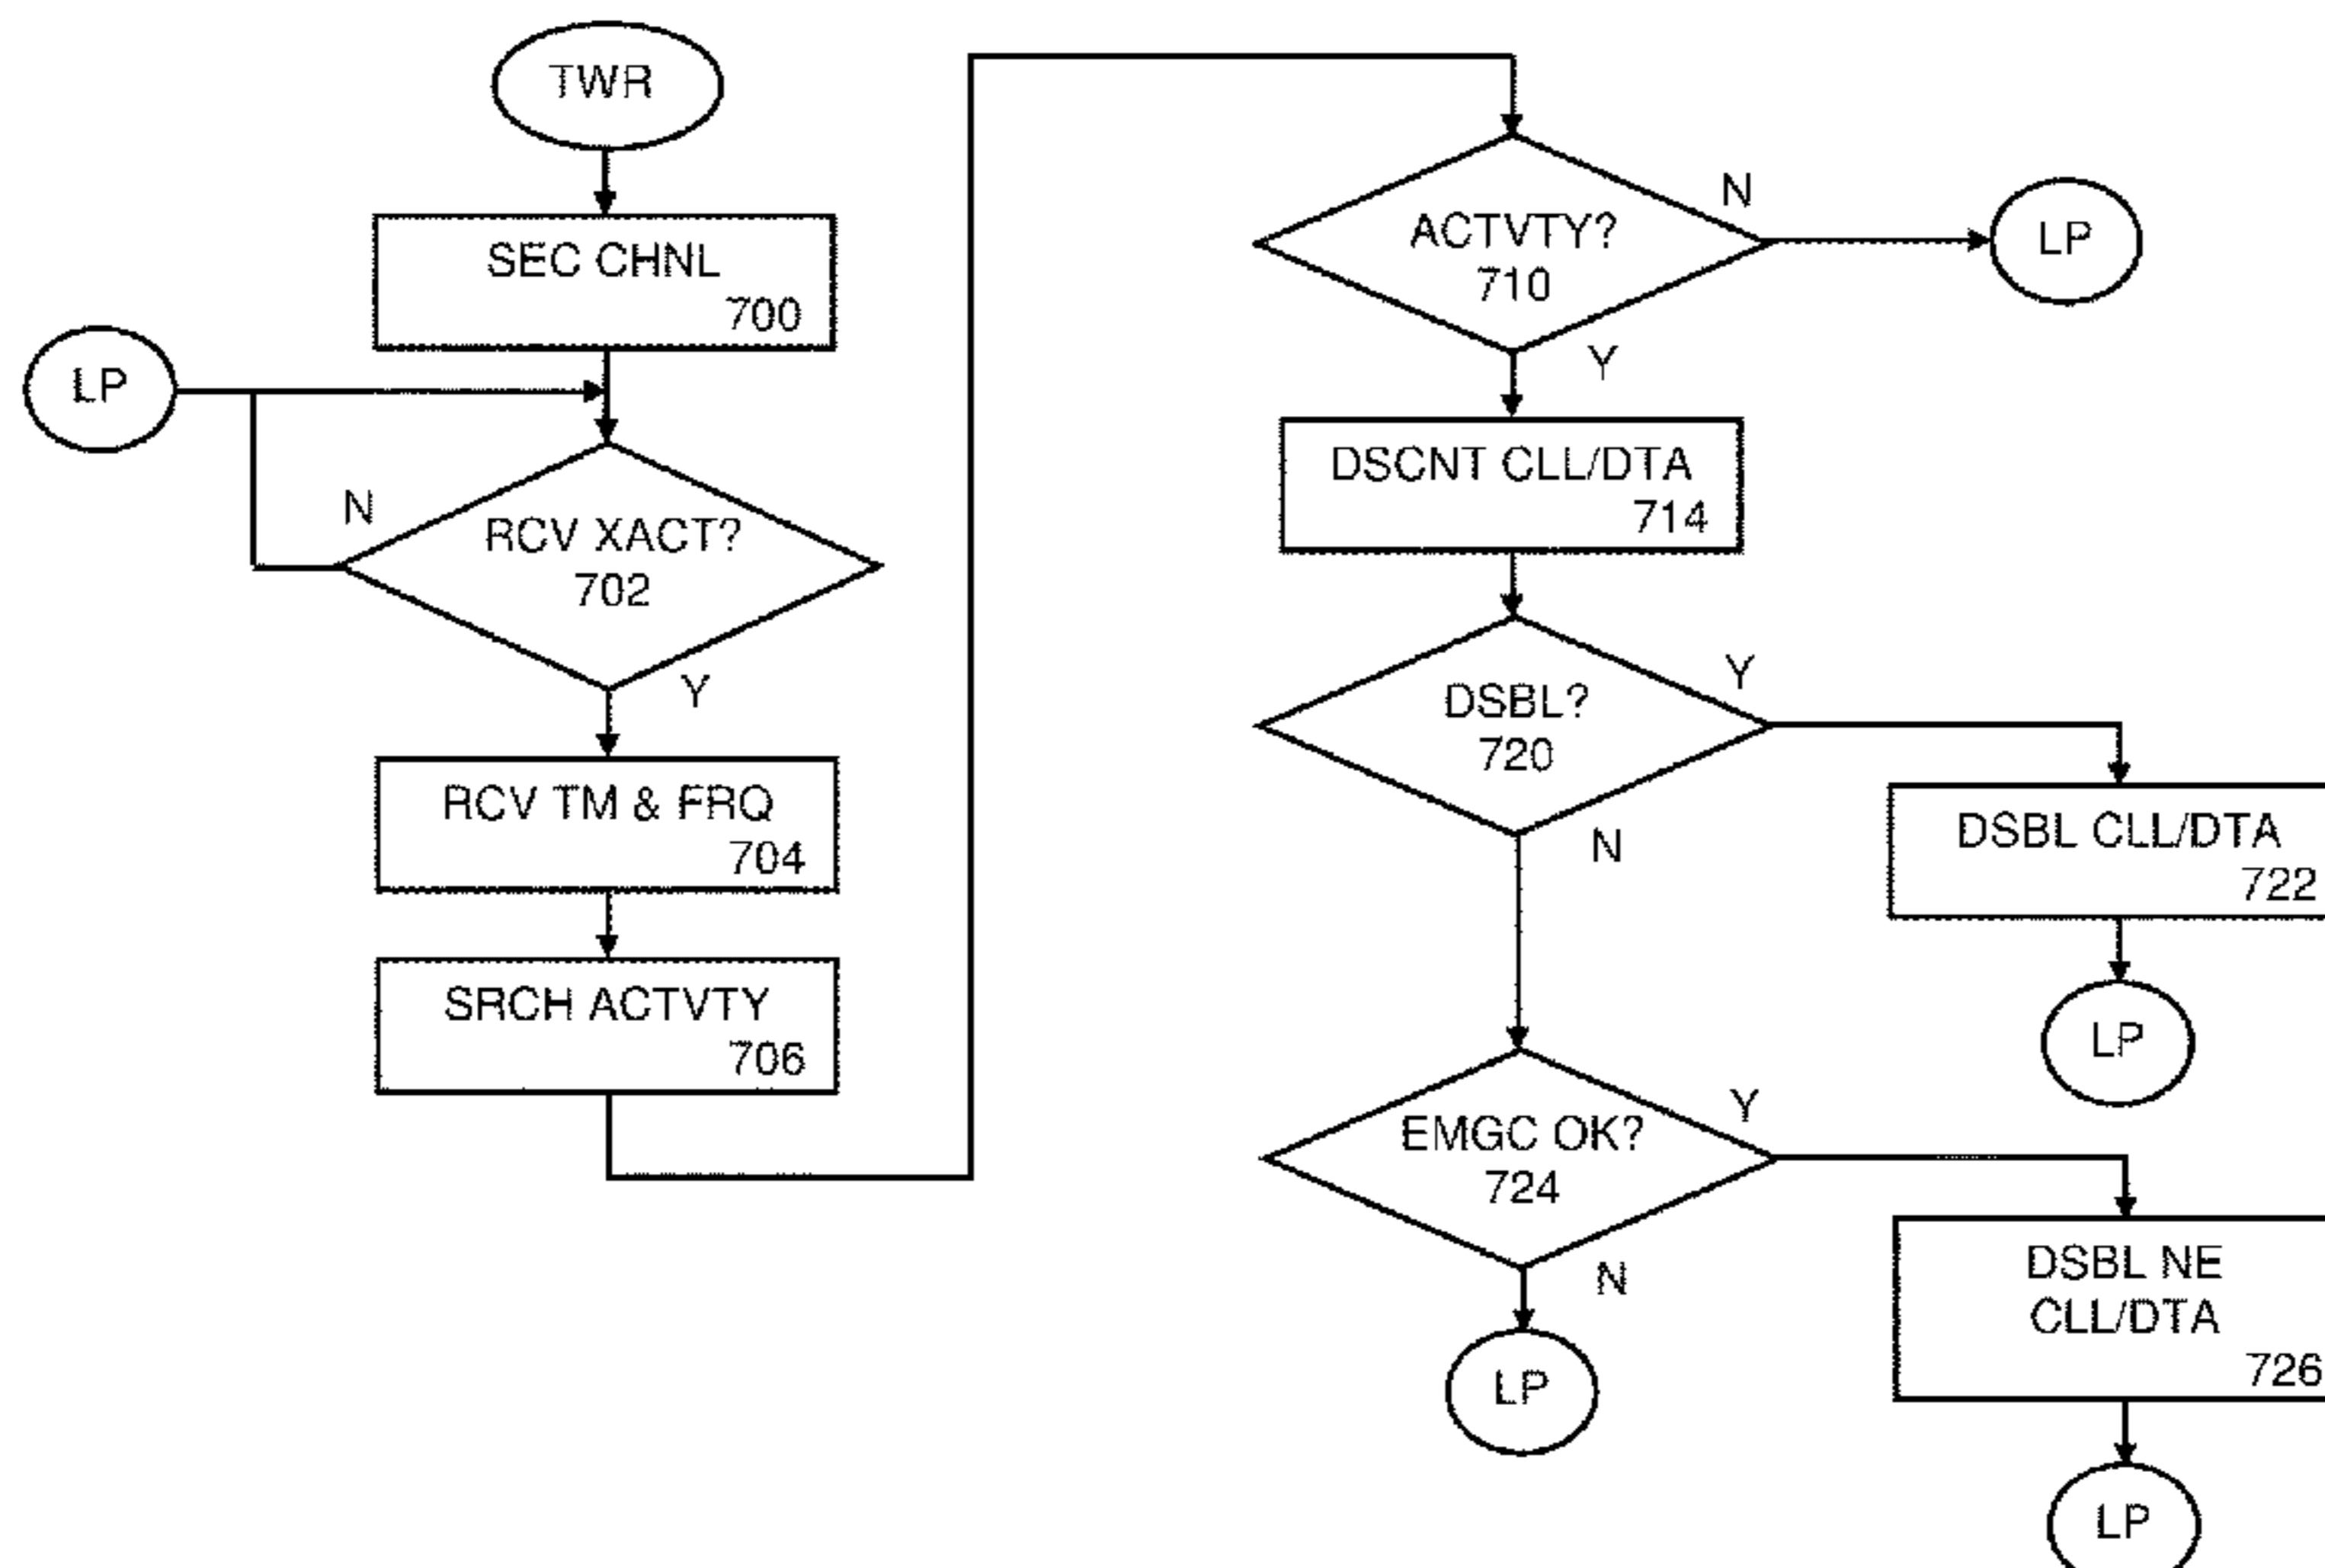 TWR
SEC CHNL
700
LP
N
RCV XACT?
702
Y
RCV TM & FRQ
704
SRCH ACTVTY
706
ACTVTY?
710
N
LP
Y
DSCNT CLL/DTA
714
DSBL?
720
Y
N
DSBL CLL/DTA
722
LP
EMGC OK?
724
Y
N
LP
DSBL NE
CLL/DTA
726
LP